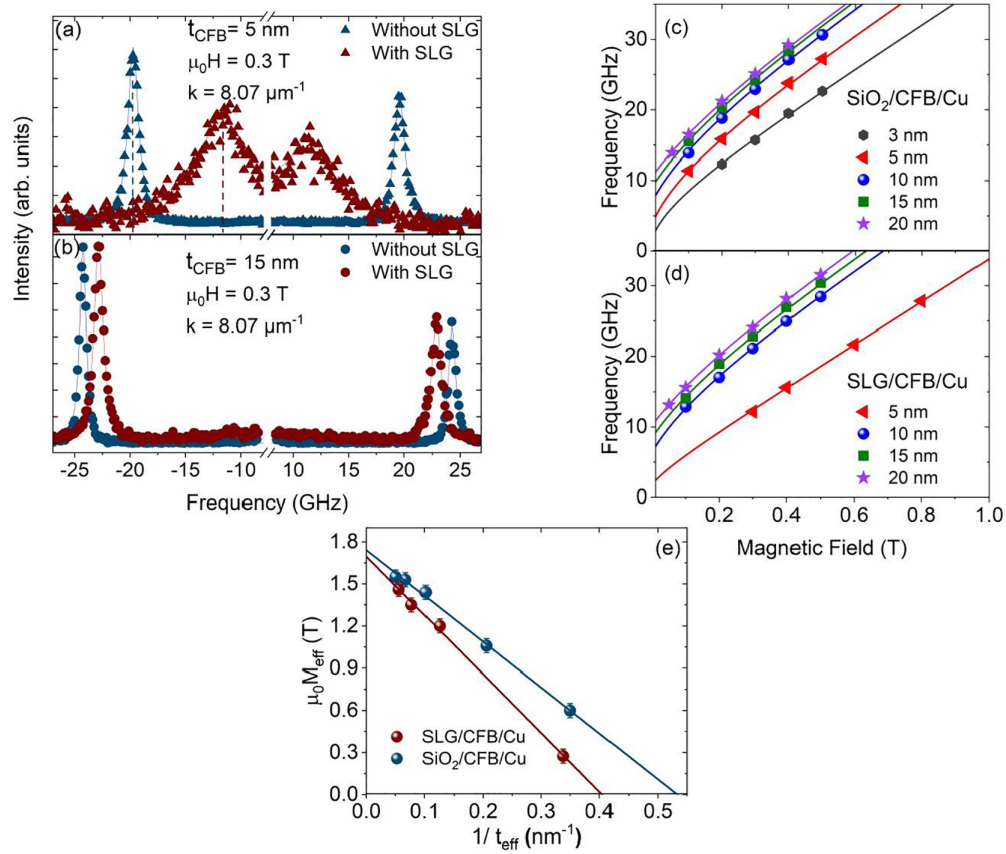 (a)
t_CFB = 5 nm
μ₀H = 0.3 T
k = 8.07 μm⁻¹
Without SLG
With SLG
(b)
t_CFB = 15 nm
μ₀H = 0.3 T
k = 8.07 μm⁻¹
Without SLG
With SLG
Intensity (arb. units)
-25 -20 -15 -10 10 15 20 25
Frequency (GHz)
(c)
30
20
10
0
Frequency (GHz)
SiO₂/CFB/Cu
3 nm
5 nm
10 nm
15 nm
20 nm
(d)
30
20
10
0
Frequency (GHz)
SLG/CFB/Cu
5 nm
10 nm
15 nm
20 nm
0.2 0.4 0.6 0.8 1.0
Magnetic Field (T)
(e)
1.8
1.5
1.2
0.9
0.6
0.3
0.0
μ₀M_eff (T)
SLG/CFB/Cu
SiO₂/CFB/Cu
0.0 0.1 0.2 0.3 0.4 0.5
1/ t_eff (nm⁻¹)